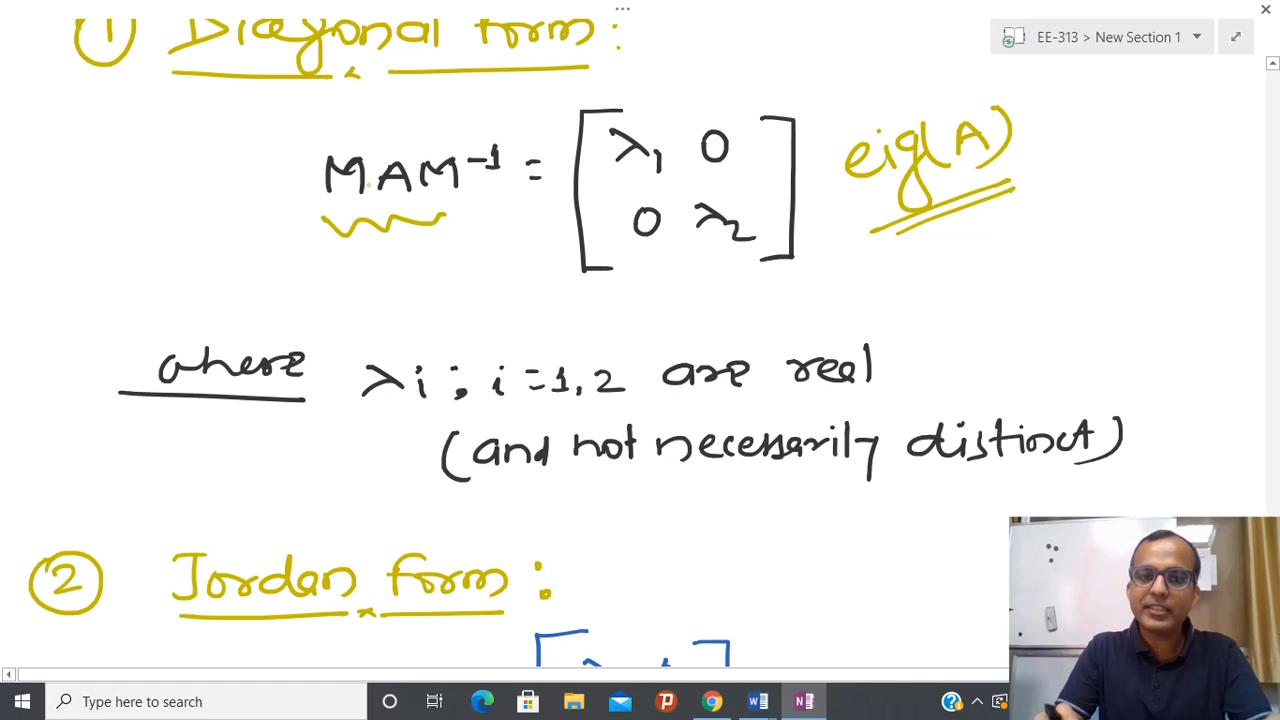 EE-313 > New Section 1
① Diagonal form:
MAM⁻¹ = [λ₁ 0
0 λ₂] eig(A)
where λi ; i=1,2 are real
(and not necessarily distinct)
② Jordan form :
Type here to search